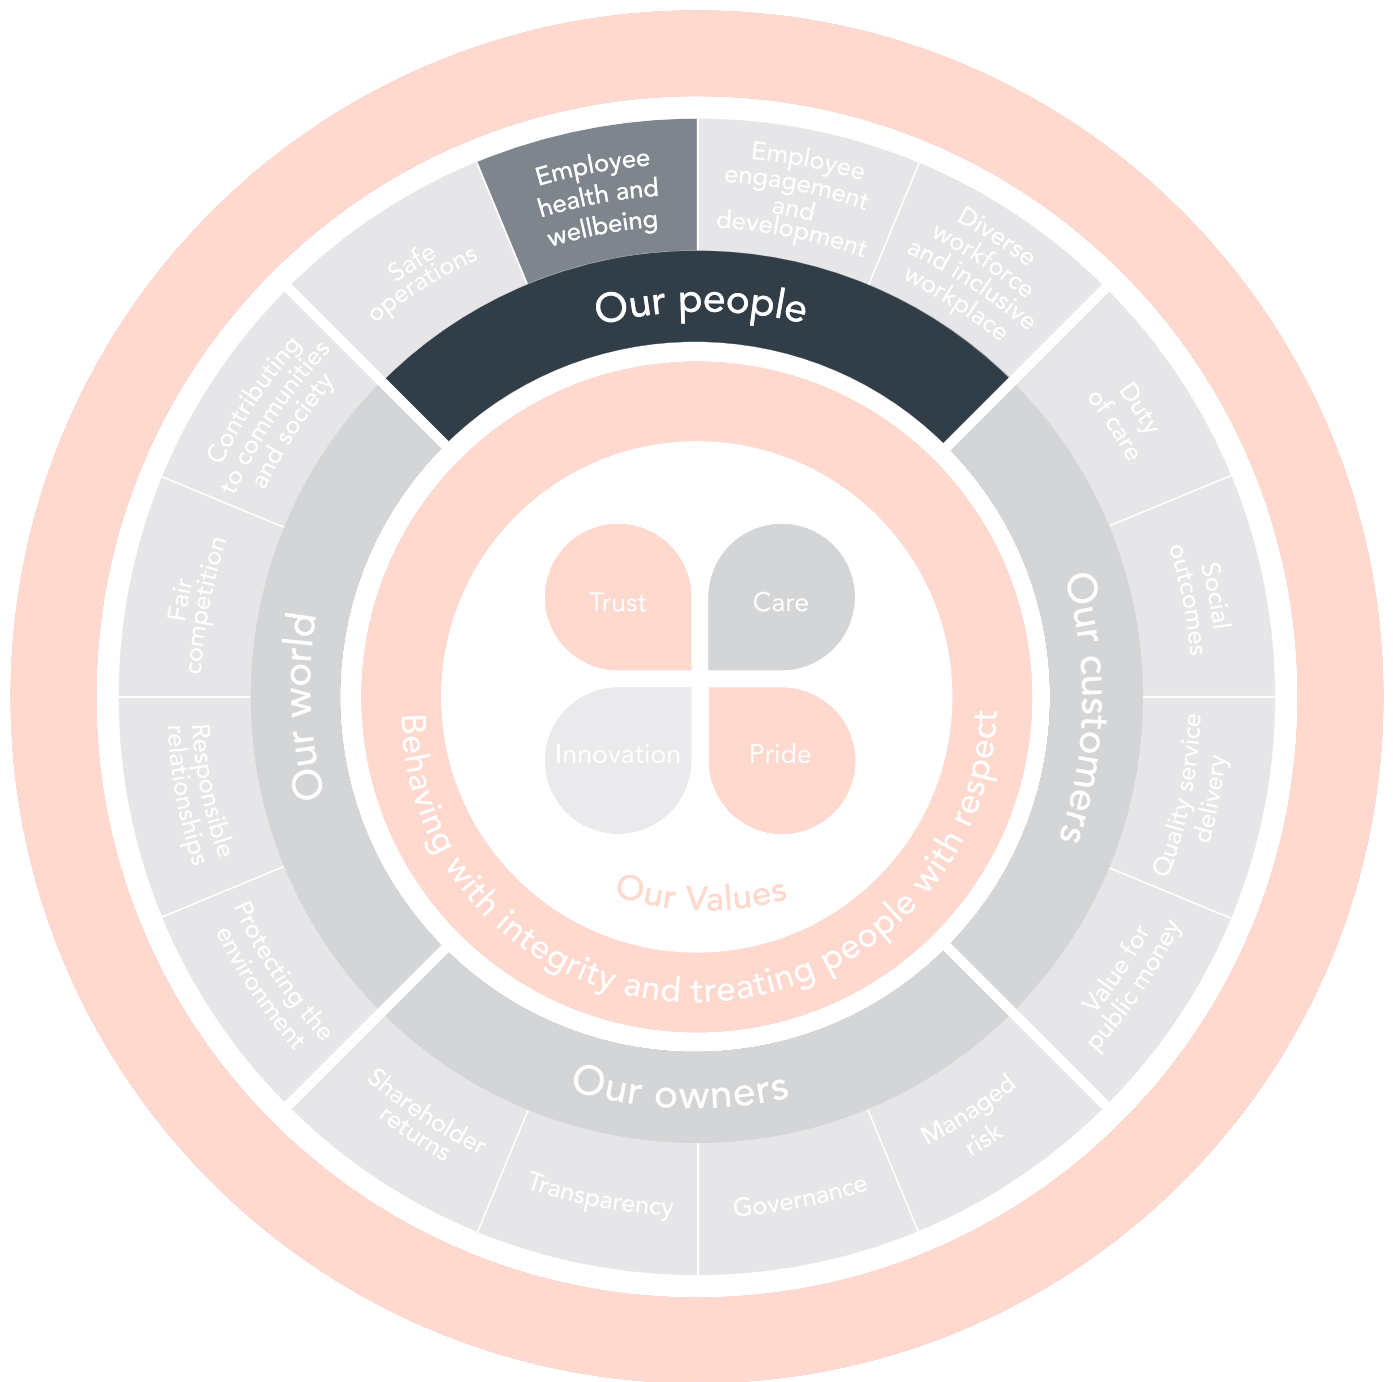 Employee
health and
wellbeing
Employee
engagement
and
development
Diverse
workforce
and inclusive
workplace
Safe
operations
Our people
Duty
of care
Social
outcomes
Quality service
delivery
Value for
public money
Our customers
Managed
risk
Governance
Transparency
Shareholder
returns
Our owners
Protecting the
environment
Responsible
relationships
Fair
competition
Contributing
to communities
and society
Our world
Behaving with integrity and treating people with respect
Trust
Care
Innovation
Pride
Our Values